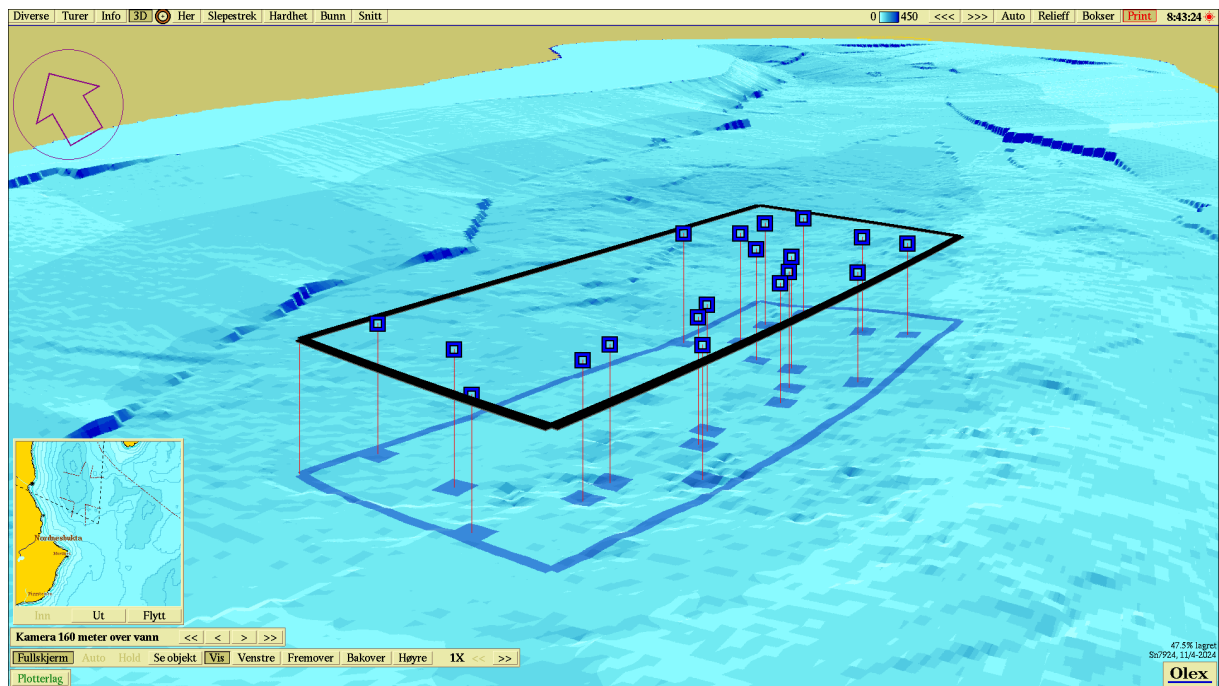 Diverse Turer Info 3D Her Slepestrek Hardhet Bunn Snitt 0 450 <<< >>> Auto Relieff Bokser Print 8:43:24
Nordnesbukta
Inn Ut Flytt
Kamera 160 meter over vann << < > >>
Fullskjerm Auto Hold Se objekt Vis Venstre Fremover Bakover Høyre 1X << >>
Plotterlag
47.5% lagret
Sn7924, 11/4-2024
Olex